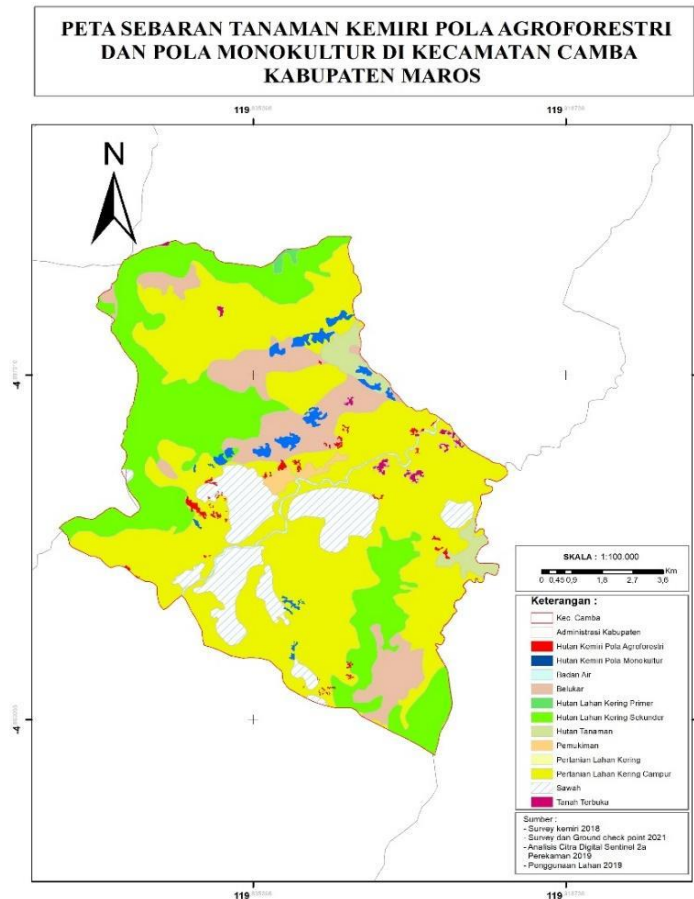 PETA SEBARAN TANAMAN KEMIRI POLA AGROFORESTRI
DAN POLA MONOKULTUR DI KECAMATAN CAMBA
KABUPATEN MAROS
119
119
N
4
4
SKALA : 1:100.000
Km
0 0,450,9 1,8 2,7 3,6
Keterangan :
Kec. Camba
Administrasi Kabupaten
Hutan Kemiri Pola Agroforestri
Hutan Kemiri Pola Monokultur
Badan Air
Belukar
Hutan Lahan Kering Primer
Hutan Lahan Kering Sekunder
Hutan Tanaman
Pemukiman
Pertanian Lahan Kering
Pertanian Lahan Kering Campur
Sawah
Tanah Terbuka
Sumber :
- Survey kemiri 2018
- Survey dan Ground check point 2021
- Analisis Citra Digital Sentinel 2a
Perekaman 2019
- Penggunaan Lahan 2019
119
119